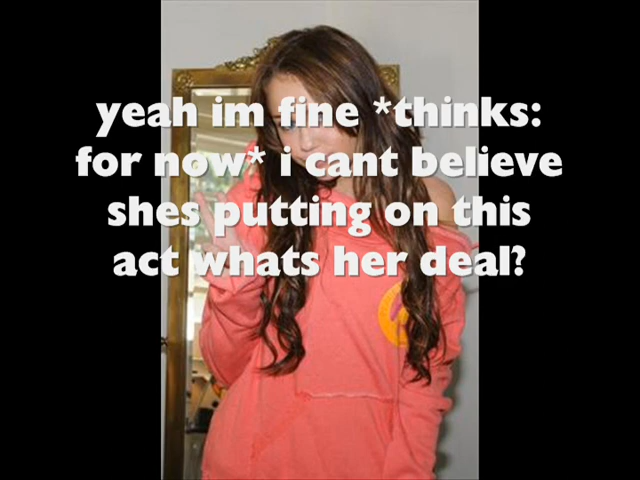 yeah im fine *thinks:
for now* i cant believe
shes putting on this
act whats her deal?